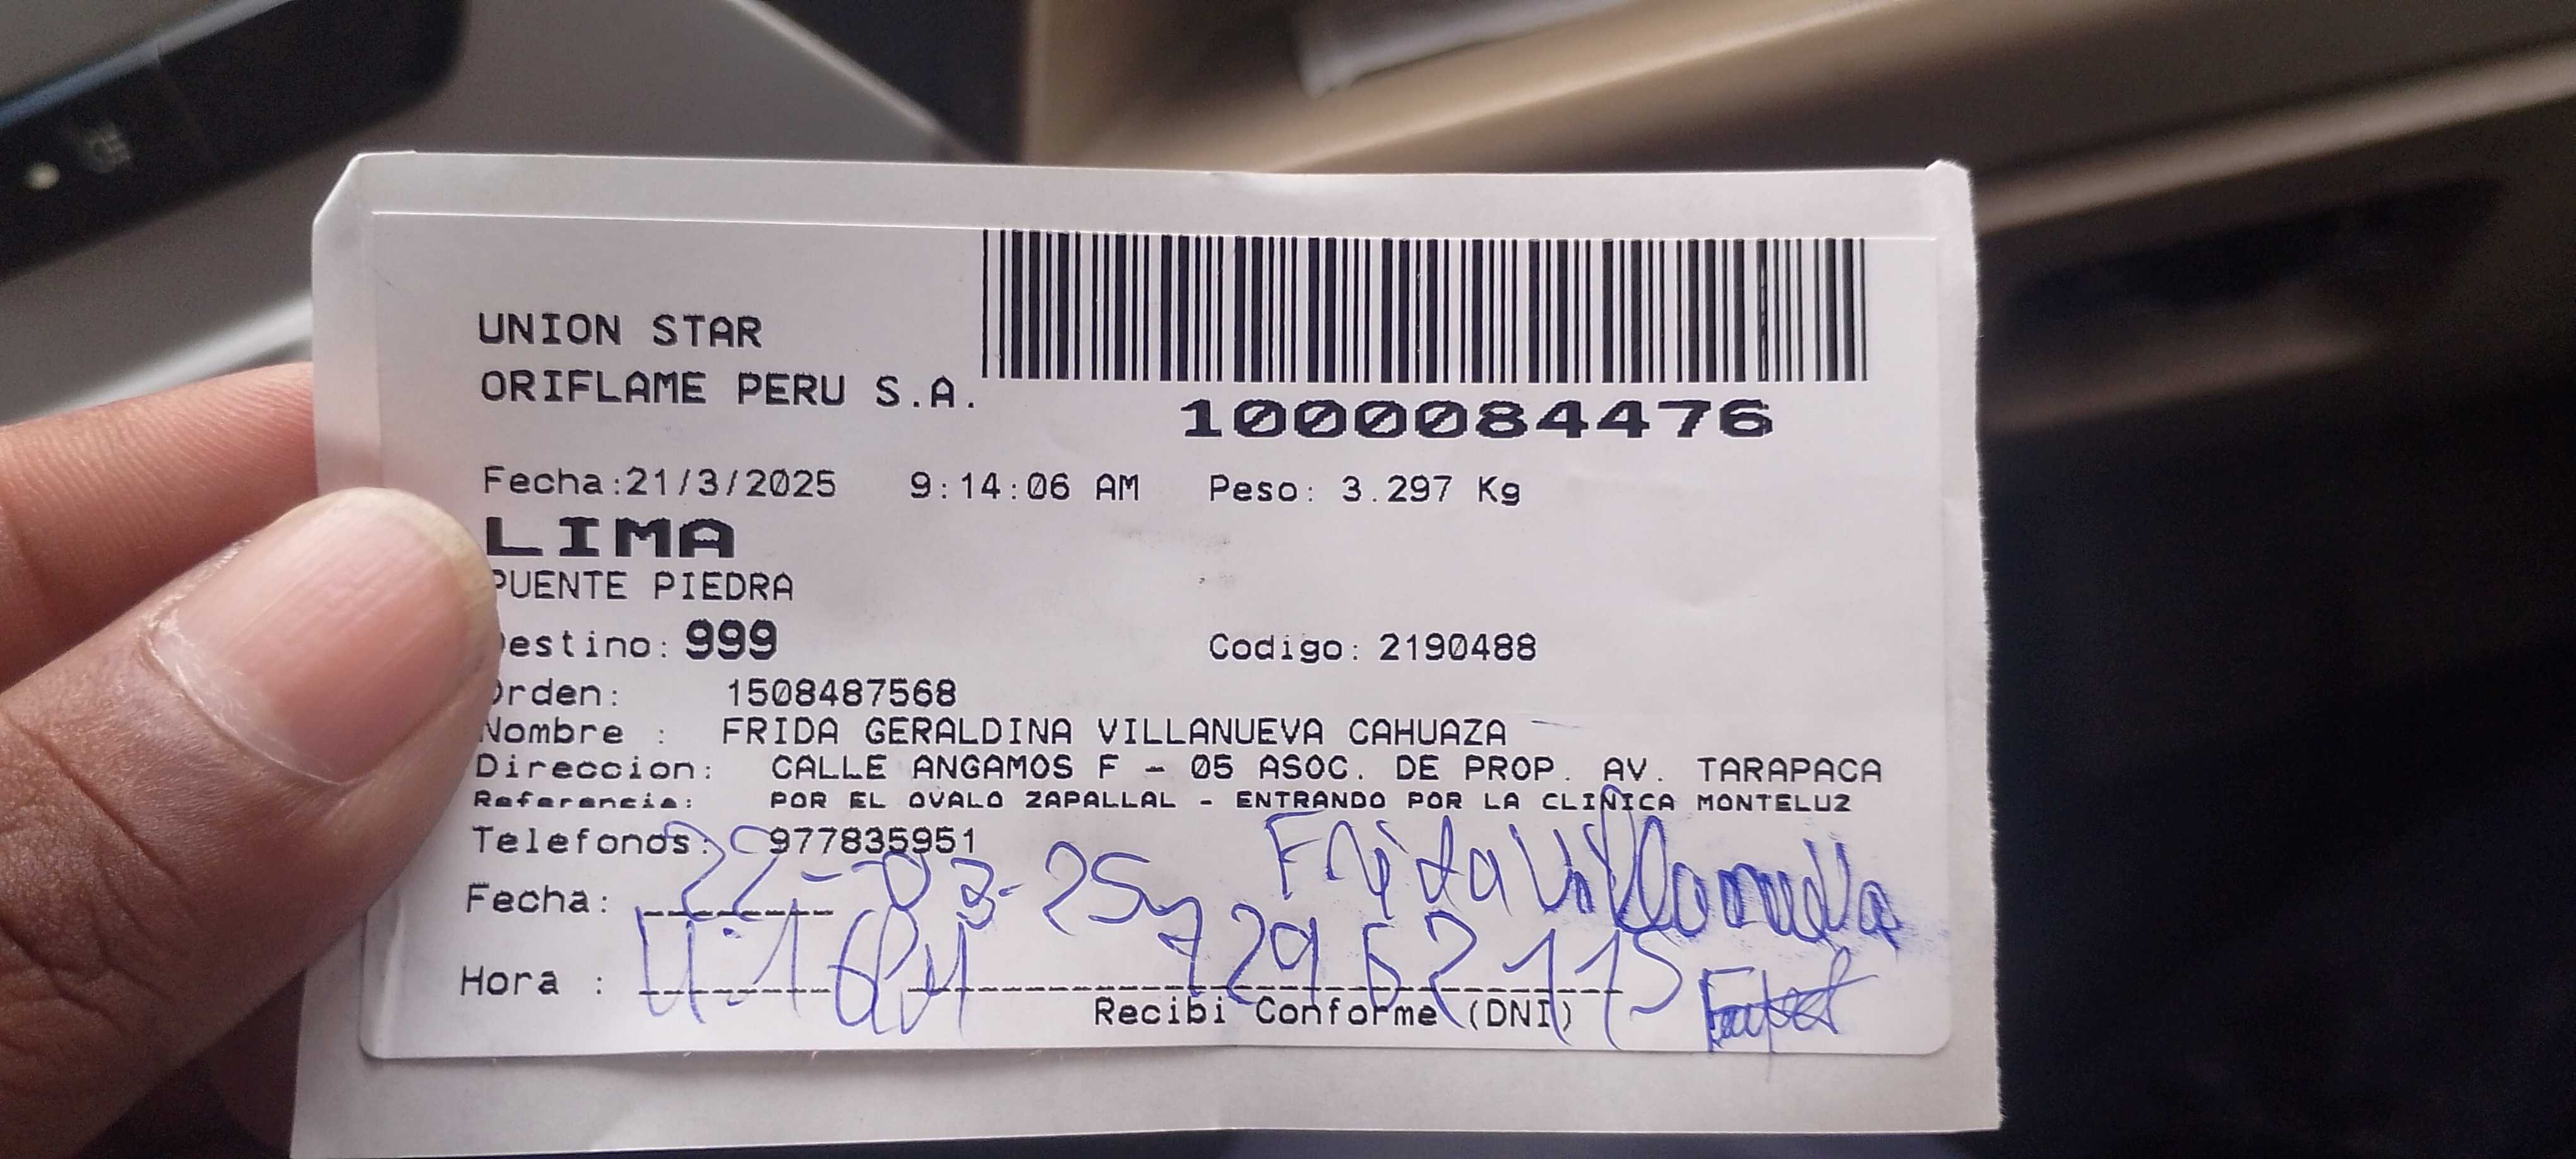 UNION STAR
ORIFLAME PERU S.A.
1000084476
Fecha:21/3/2025 9:14:06 AM Peso: 3.297 Kg
LIMA
PUENTE PIEDRA
Destino: 999 Codigo: 2190488
Orden: 1508487568
Nombre : FRIDA GERALDINA VILLANUEVA CAHUAZA
Direccion: CALLE ANGAMOS F - 05 ASOC. DE PROP. AV. TARAPACA
Referencia: POR EL OVALO ZAPALLAL - ENTRANDO POR LA CLINICA MONTELUZ
Telefonos: 977835951
Frida Villanueva
Fecha: 22-03-25
Hora :
Recibi Conforme (DNI)